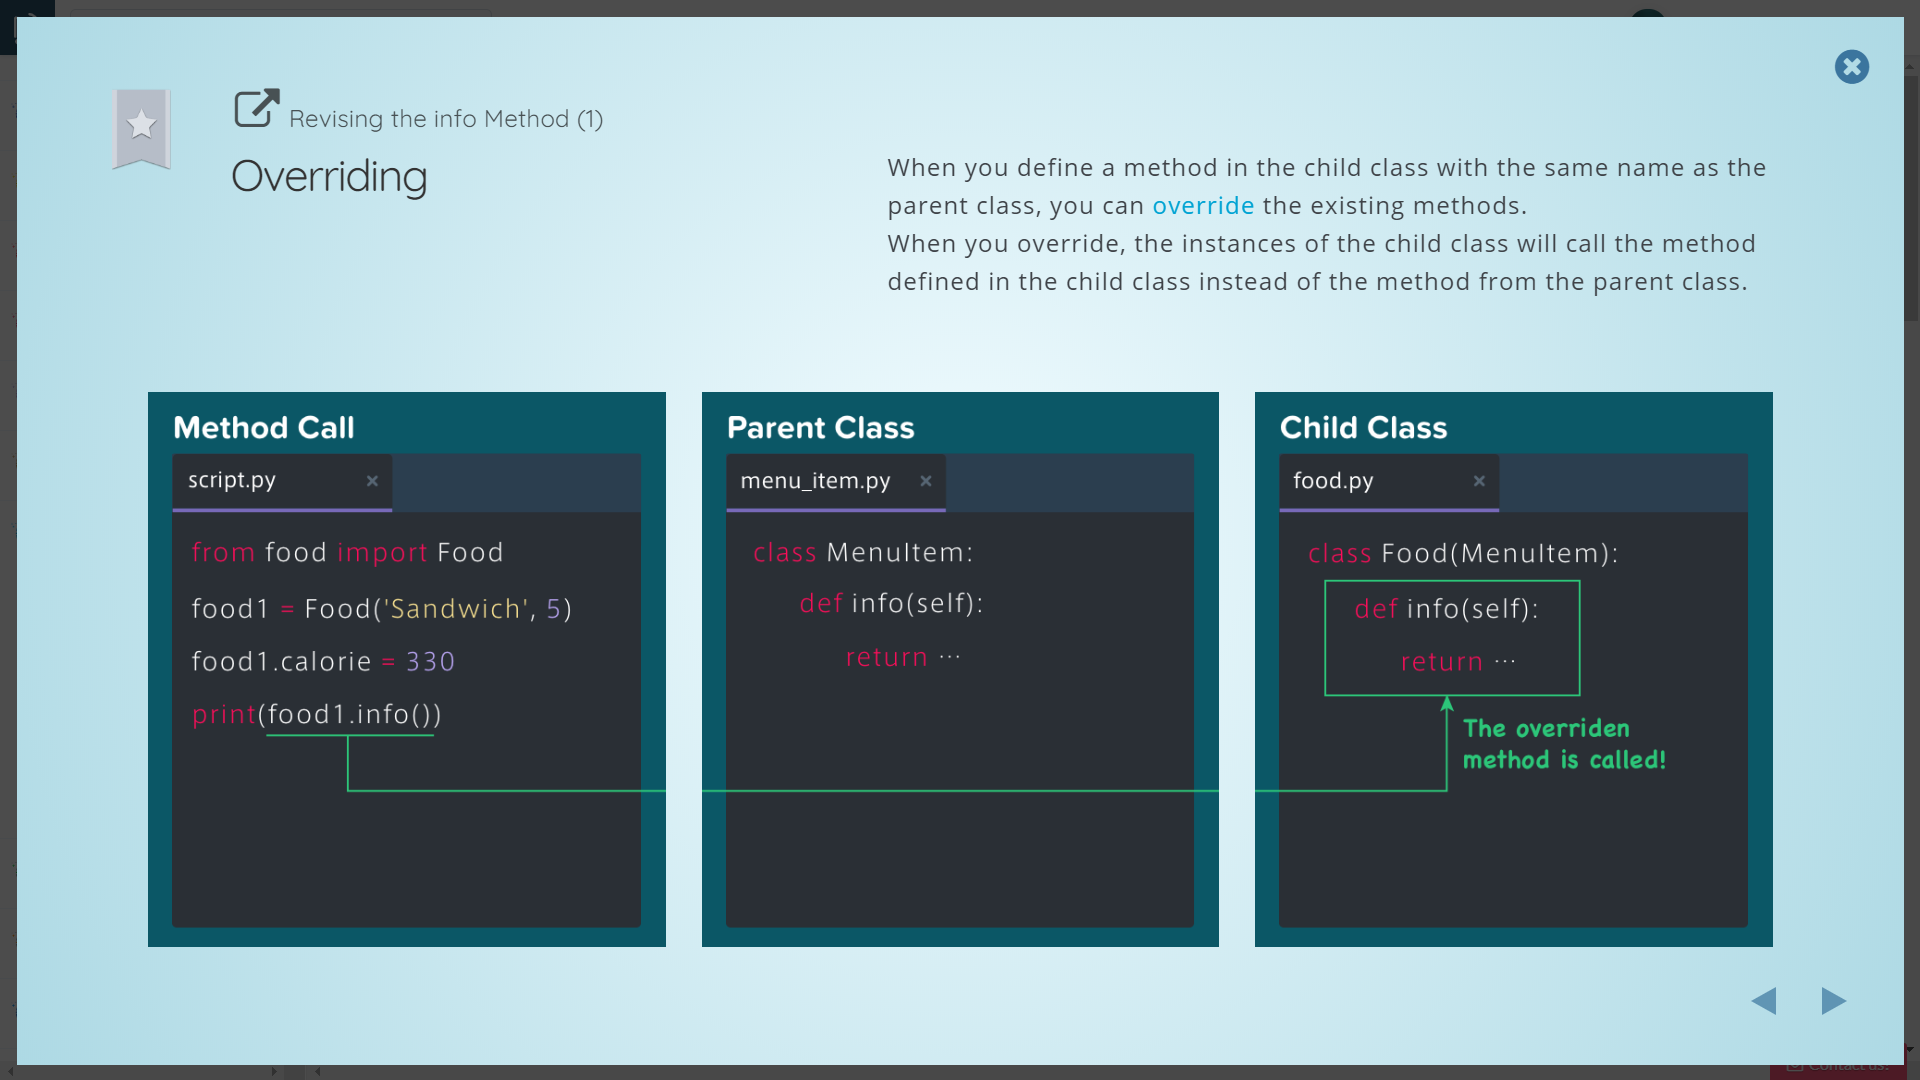 Revising the info Method (1)
Overriding
When you define a method in the child class with the same name as the
parent class, you can override the existing methods.
When you override, the instances of the child class will call the method
defined in the child class instead of the method from the parent class.
Method Call
script.py ×
from food import Food
food1 = Food('Sandwich', 5)
food1.calorie = 330
print(food1.info())
Parent Class
menu_item.py ×
class MenuItem:
def info(self):
return ...
Child Class
food.py ×
class Food(MenuItem):
def info(self):
return ...
The overriden
method is called!
Contact us!